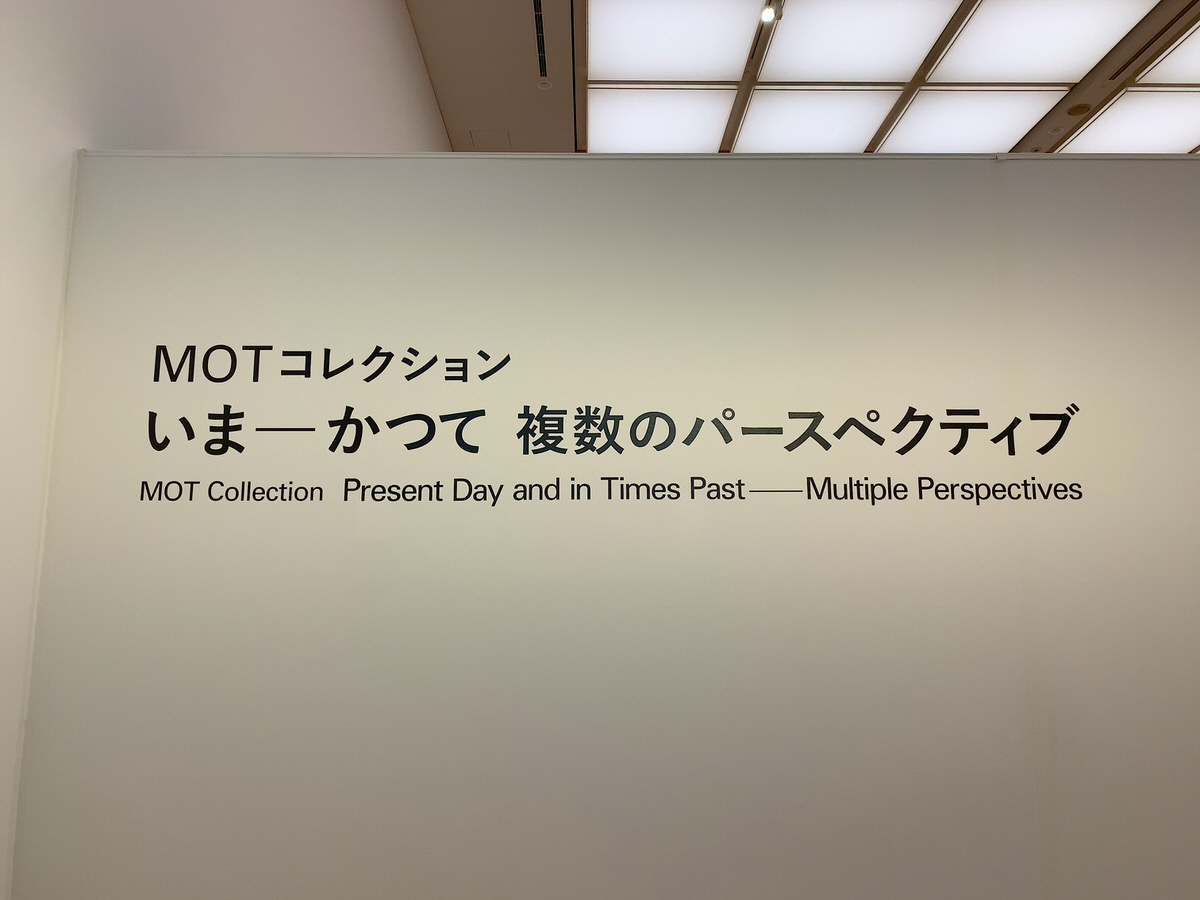 MOTコレクション
いま── かつて 複数のパースペクティブ
MOT Collection Present Day and in Times Past——Multiple Perspectives